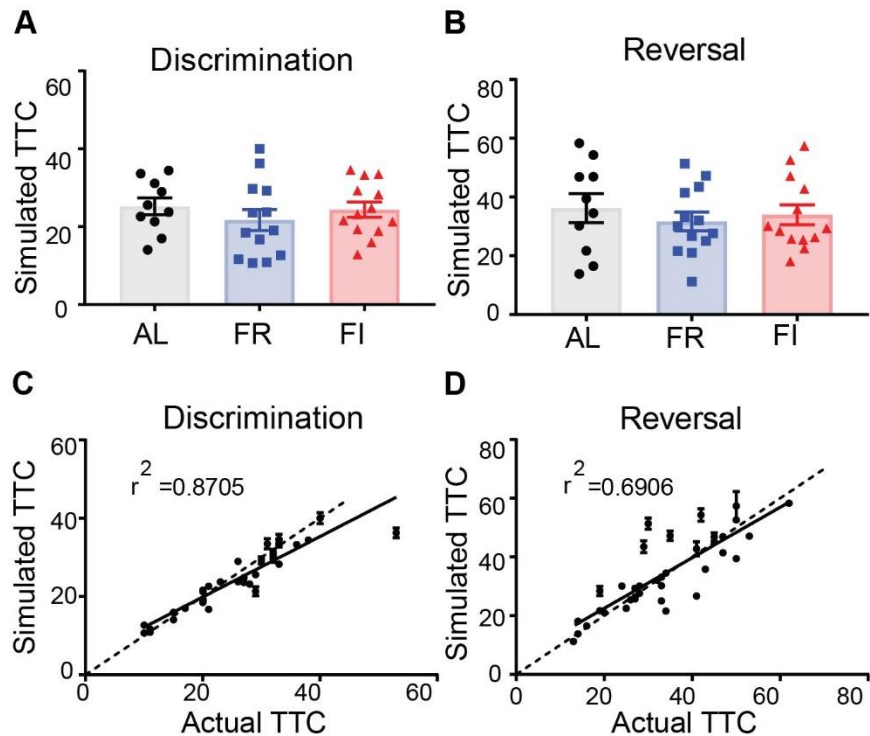 A
Discrimination
Simulated TTC
60
40
20
0
AL
FR
FI
B
Reversal
Simulated TTC
80
60
40
20
0
AL
FR
FI
C
Discrimination
r² =0.8705
Simulated TTC
60
40
20
0
0
20
40
60
Actual TTC
D
Reversal
r² =0.6906
Simulated TTC
80
60
40
20
0
0
20
40
60
80
Actual TTC